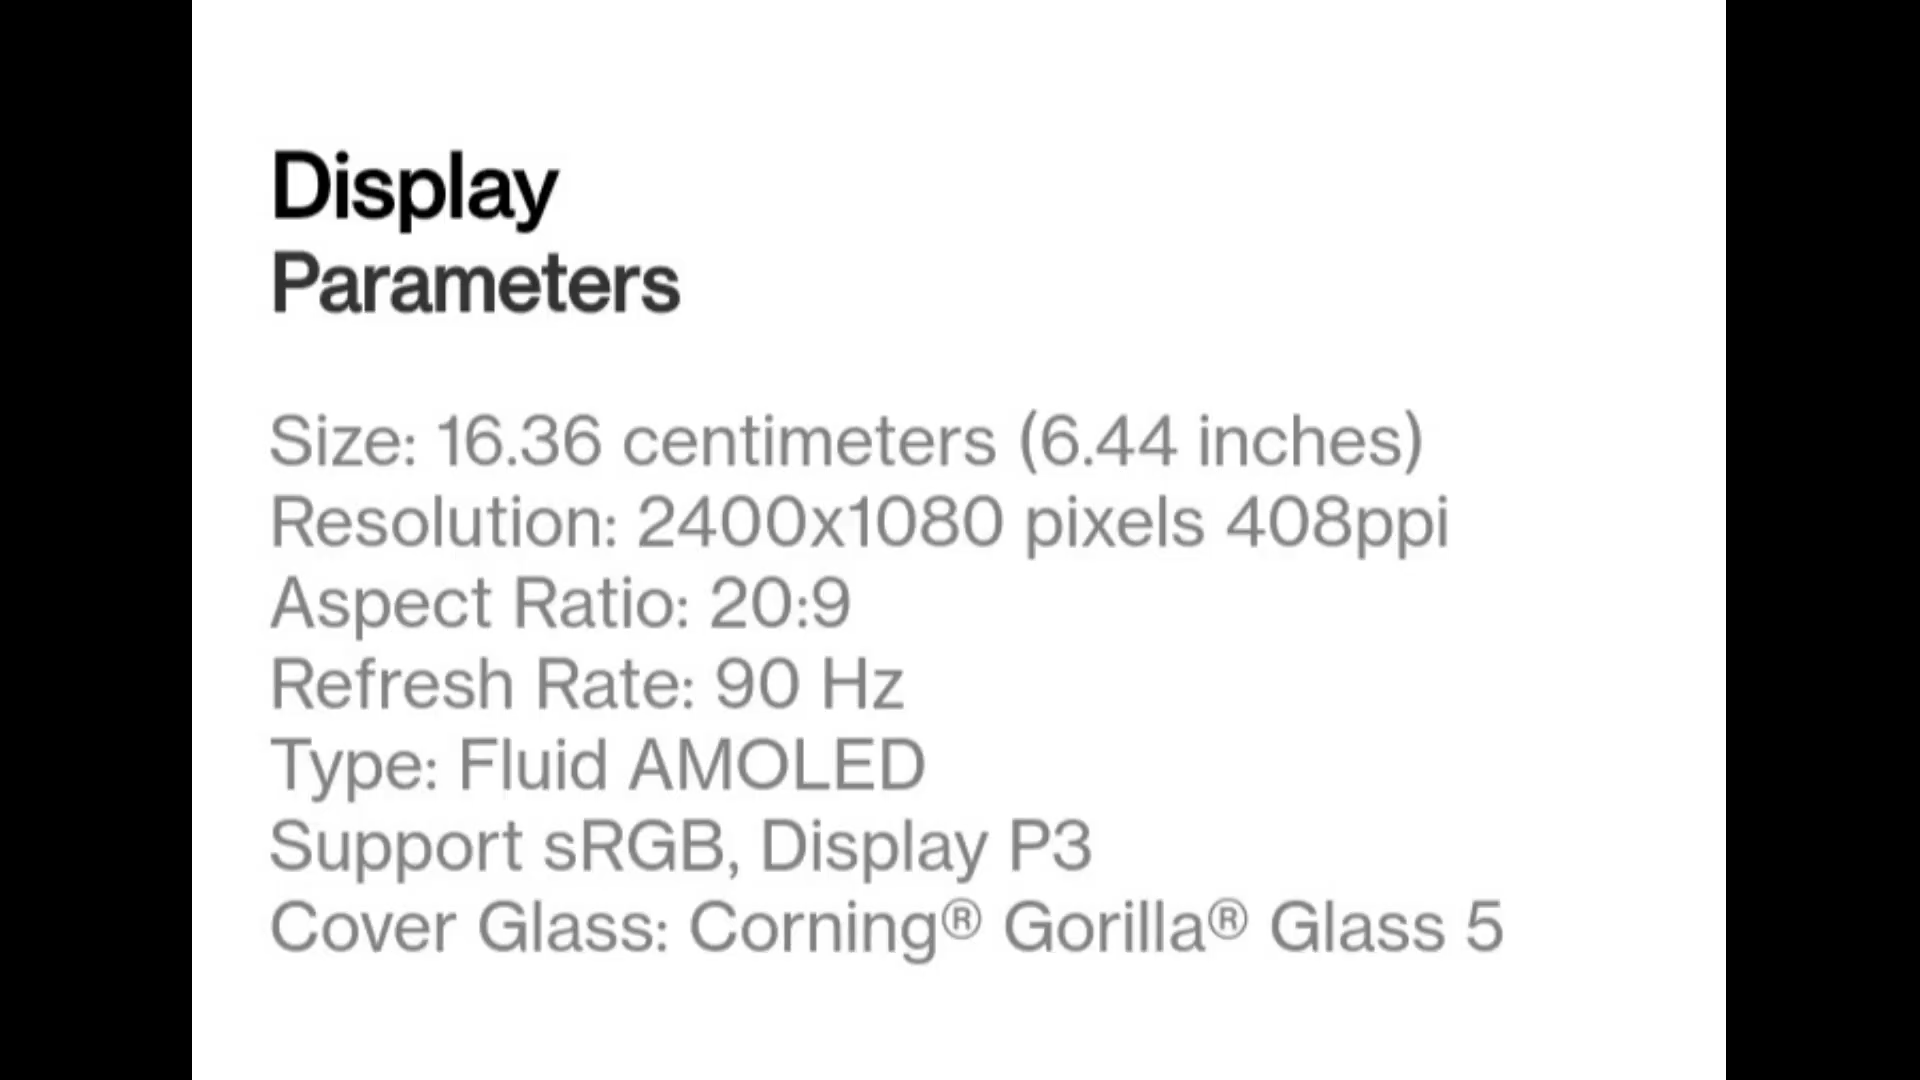 Display
Parameters
Size: 16.36 centimeters (6.44 inches)
Resolution: 2400x1080 pixels 408ppi
Aspect Ratio: 20:9
Refresh Rate: 90 Hz
Type: Fluid AMOLED
Support sRGB, Display P3
Cover Glass: Corning® Gorilla® Glass 5